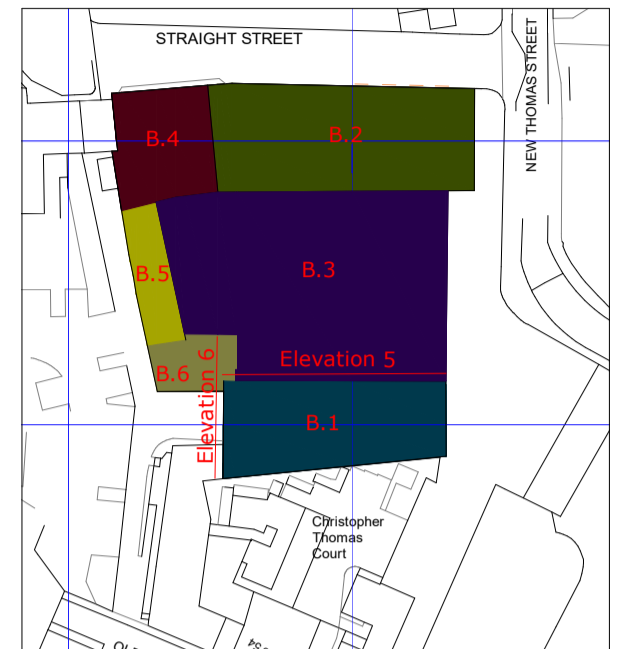 STRAIGHT STREET
NEW THOMAS STREET
B.4
B.2
B.3
B.5
Elevation 5
B.6
Elevation 6
B.1
Christopher
Thomas
Court